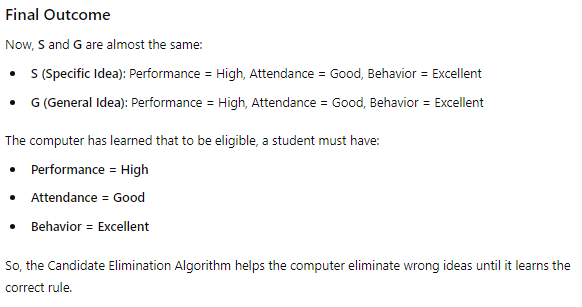 Final Outcome
Now, S and G are almost the same:
• S (Specific Idea): Performance = High, Attendance = Good, Behavior = Excellent
• G (General Idea): Performance = High, Attendance = Good, Behavior = Excellent
The computer has learned that to be eligible, a student must have:
• Performance = High
• Attendance = Good
• Behavior = Excellent
So, the Candidate Elimination Algorithm helps the computer eliminate wrong ideas until it learns the
correct rule.